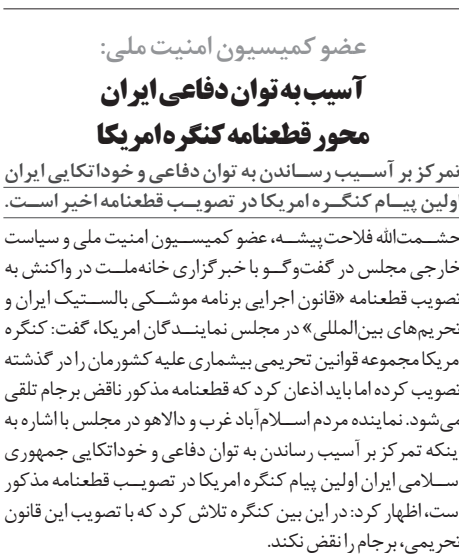 عضو کمیسیون امنیت ملی:
آسیب به توان دفاعی ایران
محور قطعنامه کنگره امریکا
تمرکز بر آسیب رساندن به توان دفاعی و خوداتکایی ایران
اولین پیام کنگره امریکا در تصویب قطعنامه اخیر است.
حشمت‌الله فلاحت‌پیشه، عضو کمیسیون امنیت ملی و سیاست
خارجی مجلس در گفت‌وگو با خبرگزاری خانه‌ملت در واکنش به
تصویب قطعنامه «قانون اجرایی برنامه موشکی بالستیک ایران و
تحریم‌های بین‌المللی» در مجلس نمایندگان امریکا، گفت: کنگره
مریکا مجموعه قوانین تحریمی بیشماری علیه کشورمان را در گذشته
تصویب کرده اما باید اذعان کرد که قطعنامه مذکور ناقض برجام تلقی
می‌شود. نماینده مردم اسلام‌آباد غرب و دالاهو در مجلس با اشاره به
ینکه تمرکز بر آسیب رساندن به توان دفاعی و خوداتکایی جمهوری
سلامی ایران اولین پیام کنگره امریکا در تصویب قطعنامه مذکور
ست، اظهار کرد: در این بین کنگره تلاش کرد که با تصویب این قانون
تحریمی، برجام را نقض نکند.